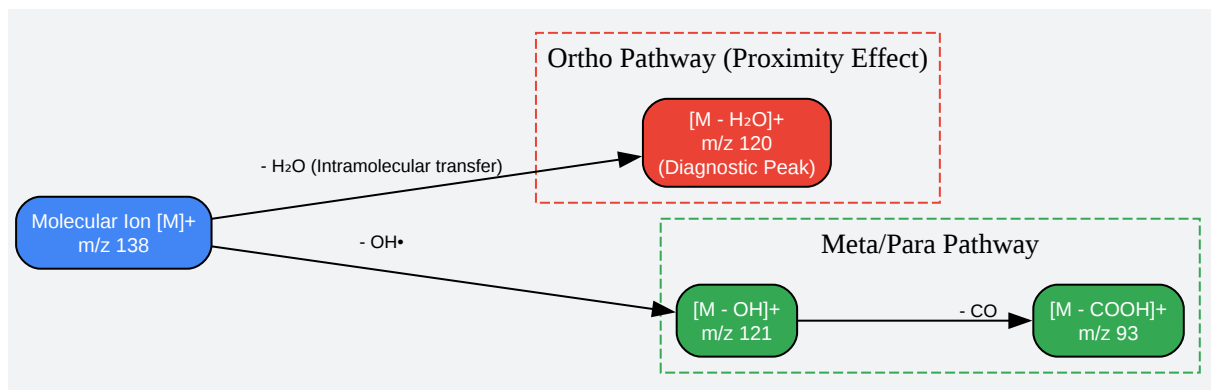 Ortho Pathway (Proximity Effect)
[M - H₂O]+
m/z 120
(Diagnostic Peak)
- H₂O (Intramolecular transfer)
Molecular Ion [M]+
m/z 138
- OH•
Meta/Para Pathway
[M - OH]+
m/z 121
- CO
[M - COOH]+
m/z 93